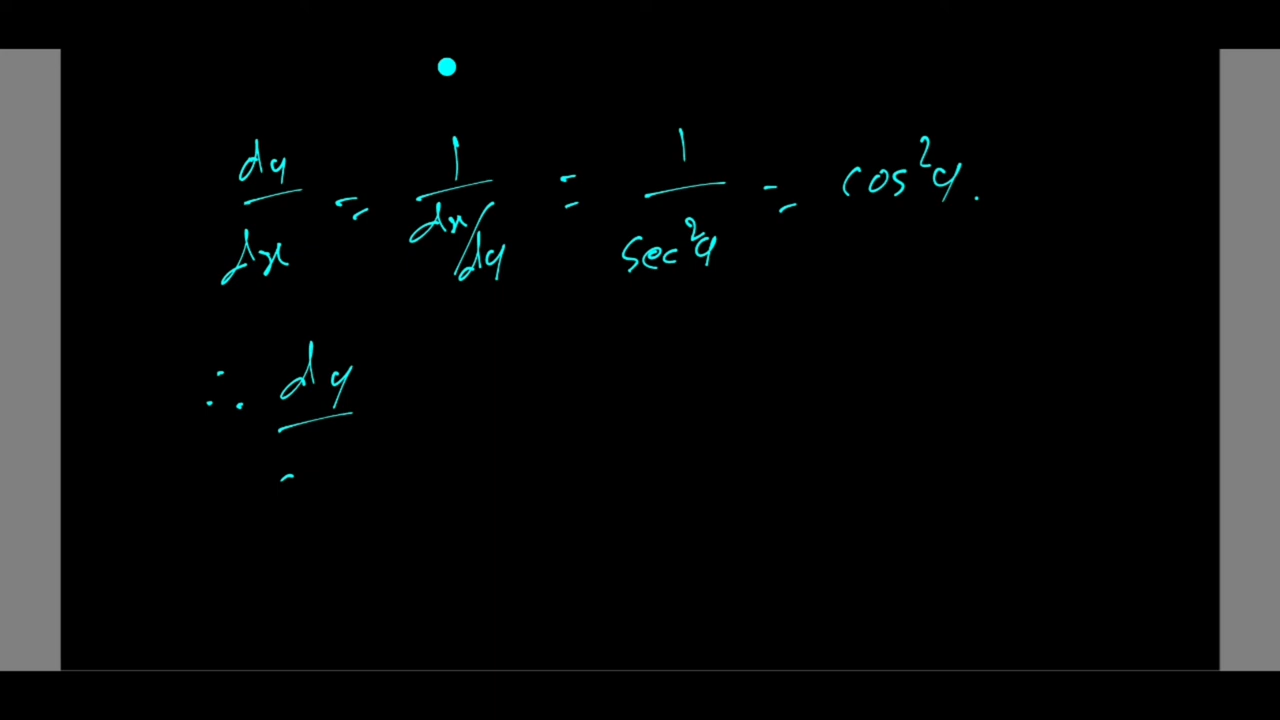 dy/dx = 1/(dx/dy) = 1/sec²y = cos²y.
∴ dy